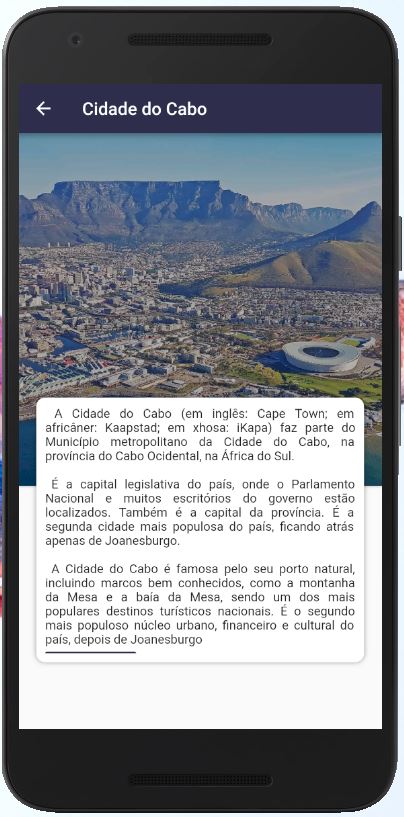 Cidade do Cabo
A Cidade do Cabo (em inglês: Cape Town; em
africâner: Kaapstad; em xhosa: iKapa) faz parte do
Município metropolitano da Cidade do Cabo, na
província do Cabo Ocidental, na África do Sul.
É a capital legislativa do país, onde o Parlamento
Nacional e muitos escritórios do governo estão
localizados. Também é a capital da província. É a
segunda cidade mais populosa do país, ficando atrás
apenas de Joanesburgo.
A Cidade do Cabo é famosa pelo seu porto natural,
incluindo marcos bem conhecidos, como a montanha
da Mesa e a baía da Mesa, sendo um dos mais
populares destinos turísticos nacionais. É o segundo
mais populoso núcleo urbano, financeiro e cultural do
país, depois de Joanesburgo